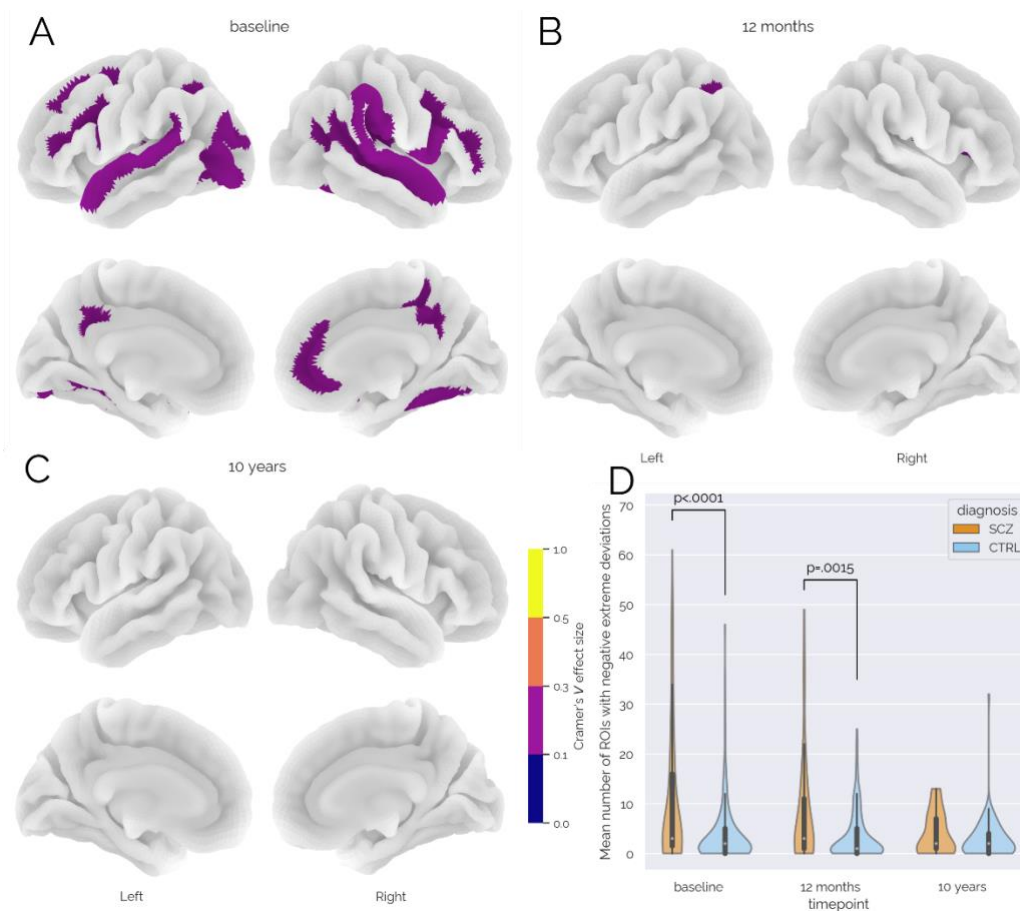 A
baseline
B
12 months
C
10 years
Left
Right
1.0
0.5
0.3
0.1
0.0
Cramer's V effect size
Left
Right
D
p<.0001
p=.0015
diagnosis
SCZ
CTRL
Mean number of ROIs with negative extreme deviations
70
60
50
40
30
20
10
0
baseline
12 months
10 years
timepoint